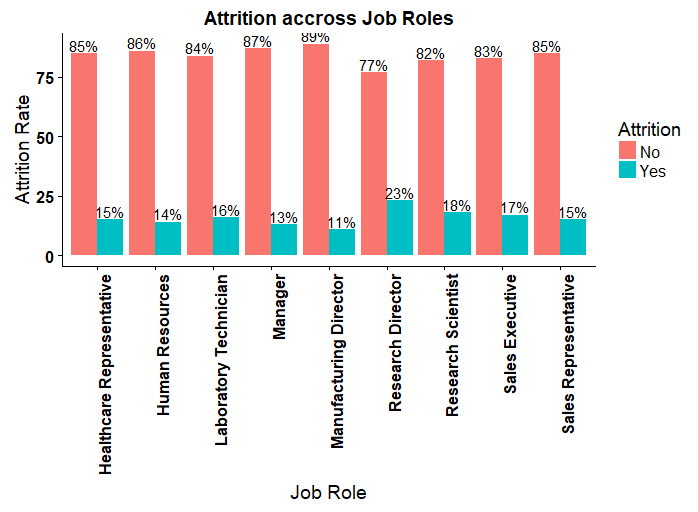 Attrition accross Job Roles
Attrition Rate
75
50
25
0
85%
15%
86%
14%
84%
16%
87%
13%
89%
11%
77%
23%
82%
18%
83%
17%
85%
15%
Healthcare Representative
Human Resources
Laboratory Technician
Manager
Manufacturing Director
Research Director
Research Scientist
Sales Executive
Sales Representative
Job Role
Attrition
No
Yes